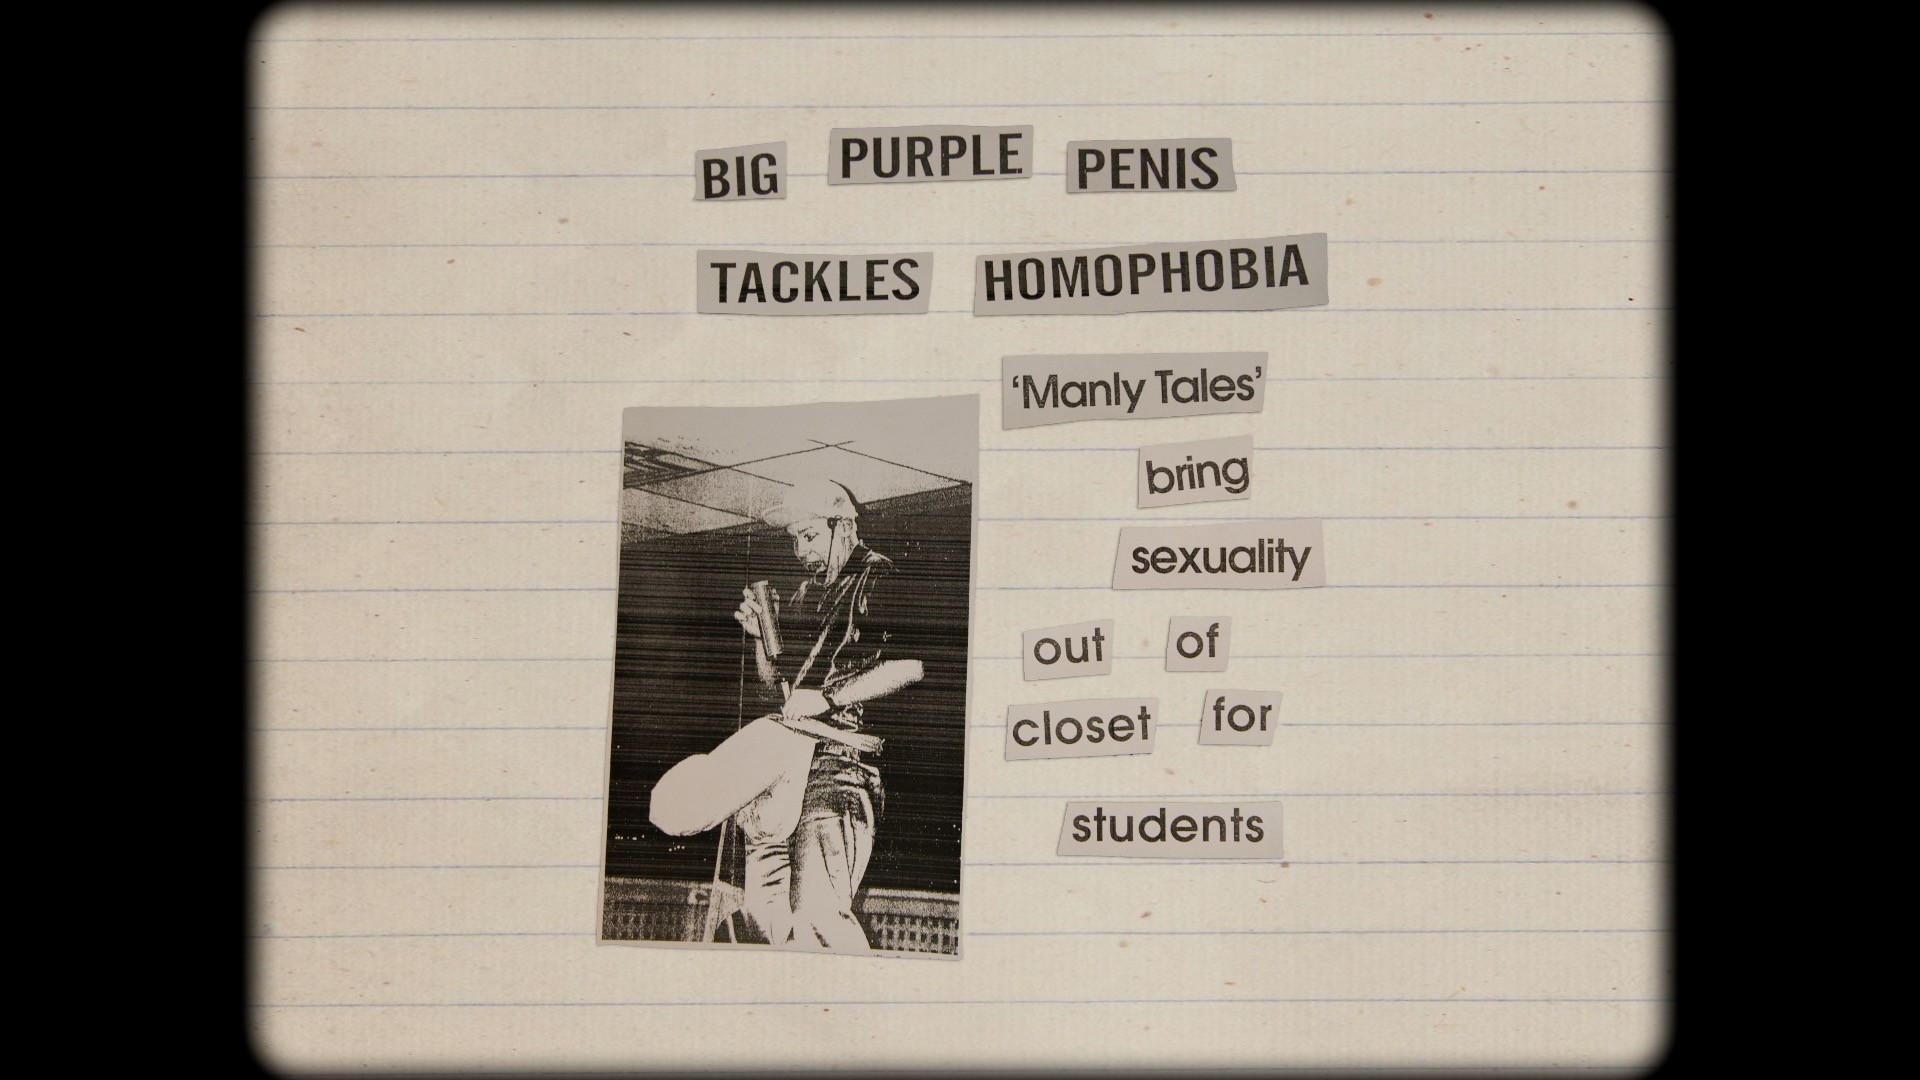 BIG PURPLE PENIS
TACKLES HOMOPHOBIA
‘Manly Tales’
bring
sexuality
out of
closet for
students